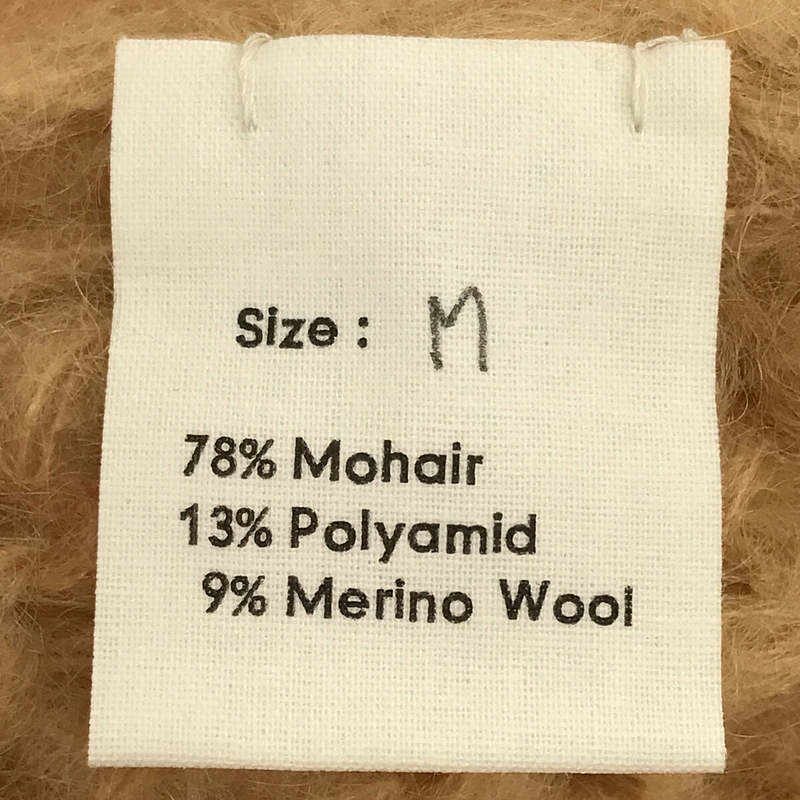 Size : M
78% Mohair
13% Polyamid
9% Merino Wool